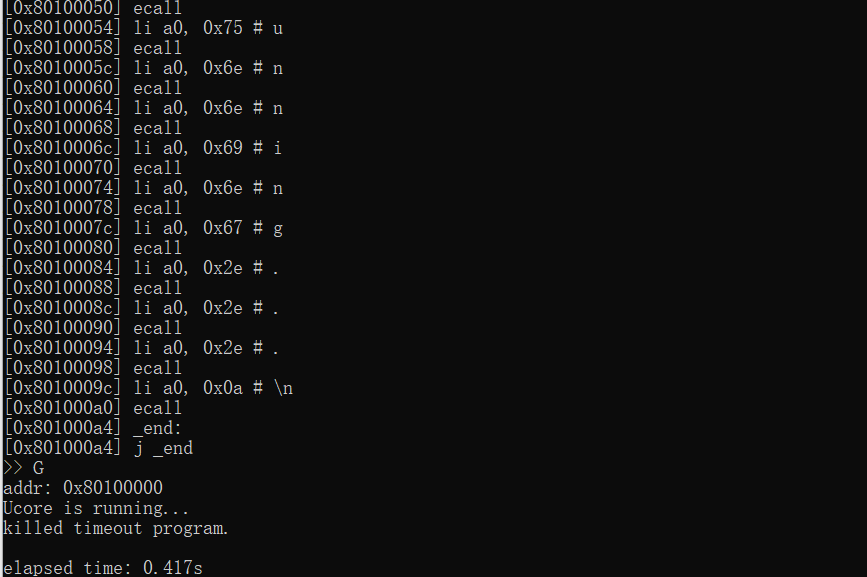 [0x80100050] ecall
[0x80100054] li a0, 0x75 # u
[0x80100058] ecall
[0x8010005c] li a0, 0x6e # n
[0x80100060] ecall
[0x80100064] li a0, 0x6e # n
[0x80100068] ecall
[0x8010006c] li a0, 0x69 # i
[0x80100070] ecall
[0x80100074] li a0, 0x6e # n
[0x80100078] ecall
[0x8010007c] li a0, 0x67 # g
[0x80100080] ecall
[0x80100084] li a0, 0x2e # .
[0x80100088] ecall
[0x8010008c] li a0, 0x2e # .
[0x80100090] ecall
[0x80100094] li a0, 0x2e # .
[0x80100098] ecall
[0x8010009c] li a0, 0x0a # \n
[0x801000a0] ecall
[0x801000a4] _end:
[0x801000a4] j _end
>> G
addr: 0x80100000
Ucore is running...
killed timeout program.
elapsed time: 0.417s